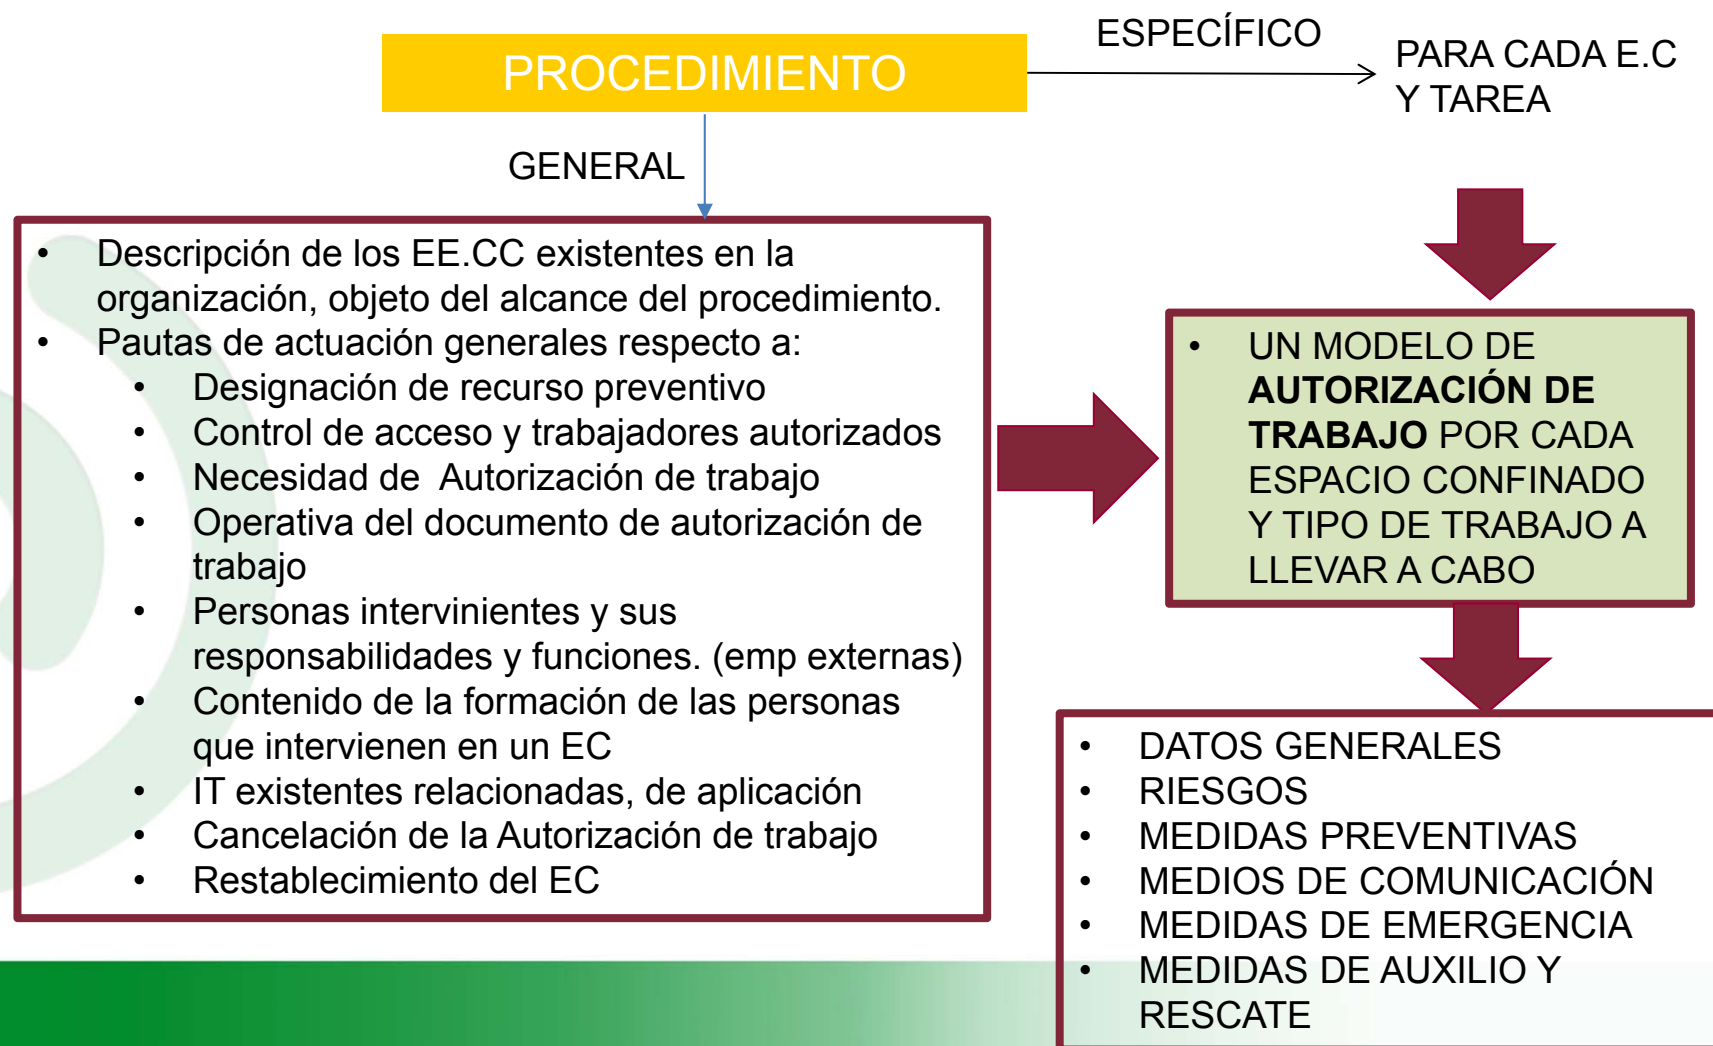 PROCEDIMIENTO
ESPECÍFICO
PARA CADA E.C
Y TAREA
GENERAL
• Descripción de los EE.CC existentes en la
organización, objeto del alcance del procedimiento.
• Pautas de actuación generales respecto a:
• Designación de recurso preventivo
• Control de acceso y trabajadores autorizados
• Necesidad de Autorización de trabajo
• Operativa del documento de autorización de
trabajo
• Personas intervinientes y sus
responsabilidades y funciones. (emp externas)
• Contenido de la formación de las personas
que intervienen en un EC
• IT existentes relacionadas, de aplicación
• Cancelación de la Autorización de trabajo
• Restablecimiento del EC
• UN MODELO DE
AUTORIZACIÓN DE
TRABAJO POR CADA
ESPACIO CONFINADO
Y TIPO DE TRABAJO A
LLEVAR A CABO
• DATOS GENERALES
• RIESGOS
• MEDIDAS PREVENTIVAS
• MEDIOS DE COMUNICACIÓN
• MEDIDAS DE EMERGENCIA
• MEDIDAS DE AUXILIO Y
RESCATE